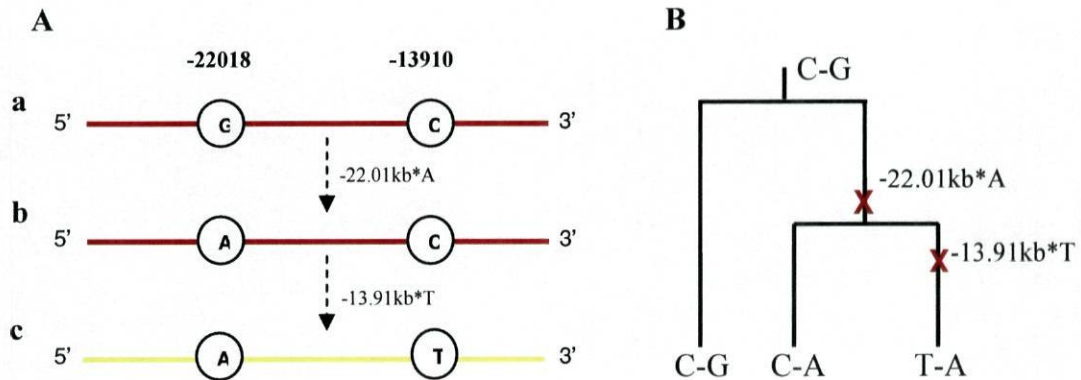 A
-22018 -13910
a 5' G C 3'
-22.01kb*A
b
5' A C 3'
-13.91kb*T
c
5' A T 3'
B
C-G
-22.01kb*A
-13.91kb*T
C-G C-A T-A